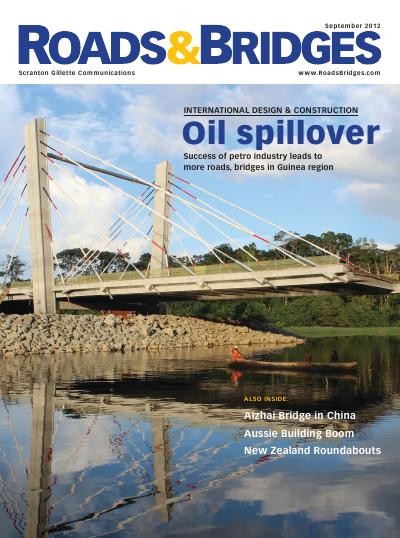 September 2012
ROADS&BRIDGES
Scranton Gillette Communications
www.RoadsBridges.com
INTERNATIONAL DESIGN & CONSTRUCTION
Oil spillover
Success of petro industry leads to
more roads, bridges in Guinea region
ALSO INSIDE:
Aizhai Bridge in China
Aussie Building Boom
New Zealand Roundabouts